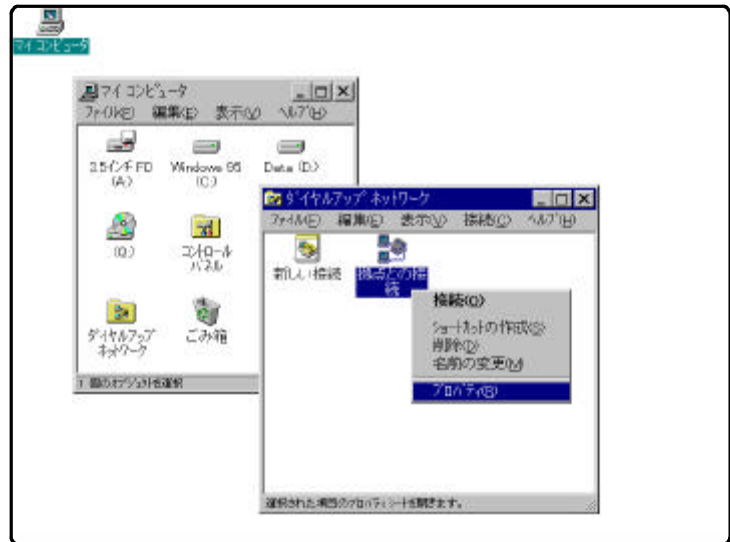 マイ コンピュータ
マイ コンピュータ
ファイル(F) 編集(E) 表示(V) ヘルプ(H)
3.5インチ FD
(A:)
Windows 95
(C:)
Data (D:)
(Q:)
コントロール
パネル
ダイヤルアップ
ネットワーク
ごみ箱
1 個のオブジェクトを選択
ダイヤルアップ ネットワーク
ファイル(F) 編集(E) 表示(V) 接続(C) ヘルプ(H)
新しい接続
拠点との接
続
接続(O)
ショートカットの作成(S)
削除(D)
名前の変更(M)
プロパティ(R)
選択された項目のプロパティ シートを開きます。